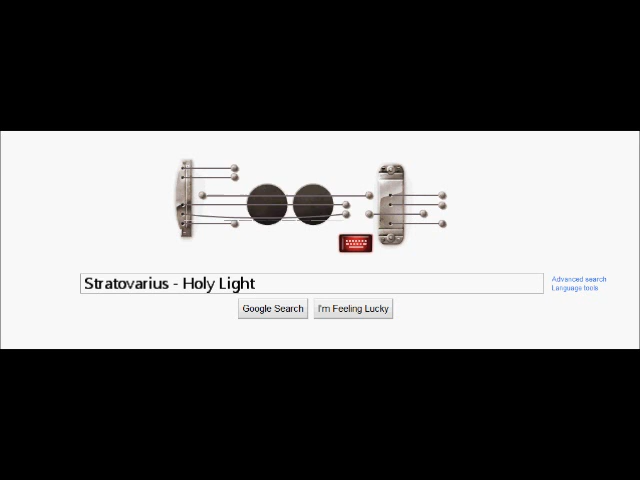 Stratovarius - Holy Light
Advanced search
Language tools
Google Search
I'm Feeling Lucky